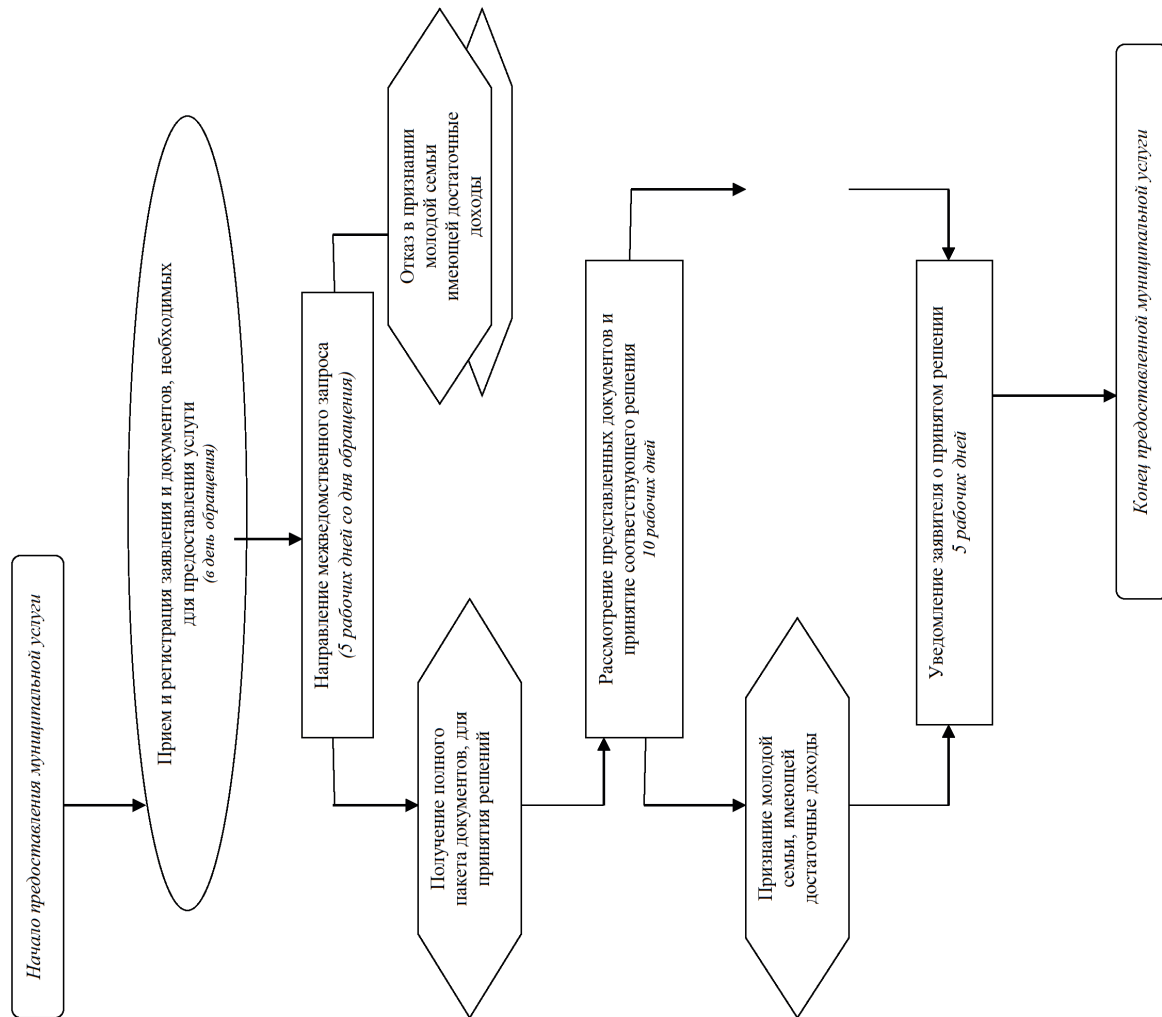 Начало предоставления муниципальной услуги
Прием и регистрация заявления и документов, необходимых
для предоставления услуги
(в день обращения)
Направление межведомственного запроса
(5 рабочих дней со дня обращения)
Получение полного
пакета документов, для
принятия решений
Отказ в признании
молодой семьи
имеющей достаточные
доходы
Рассмотрение представленных документов и
принятие соответствующего решения
10 рабочих дней
Признание молодой
семьи, имеющей
достаточные доходы
Уведомление заявителя о принятом решении
5 рабочих дней
Конец предоставленной муниципальной услуги